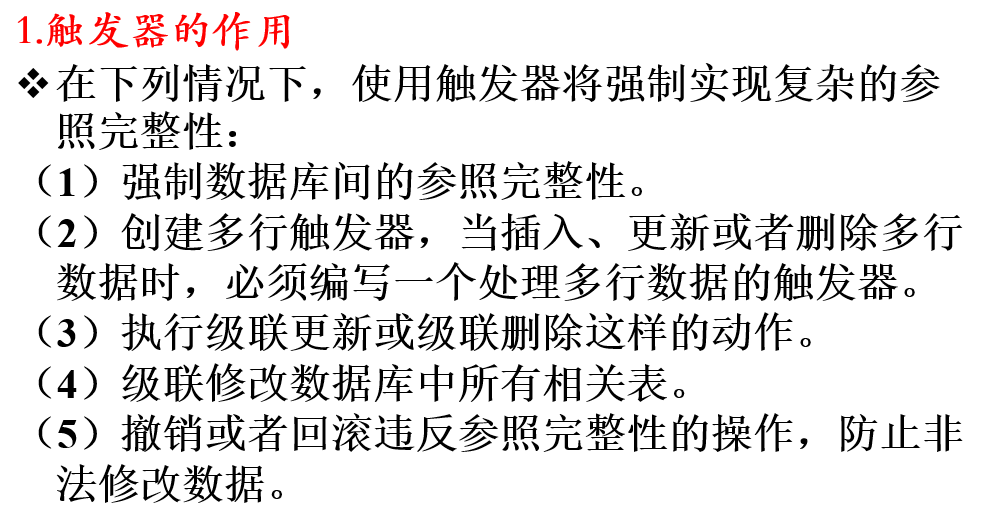 1.触发器的作用
❖在下列情况下，使用触发器将强制实现复杂的参
照完整性：
（1）强制数据库间的参照完整性。
（2）创建多行触发器，当插入、更新或者删除多行
数据时，必须编写一个处理多行数据的触发器。
（3）执行级联更新或级联删除这样的动作。
（4）级联修改数据库中所有相关表。
（5）撤销或者回滚违反参照完整性的操作，防止非
法修改数据。